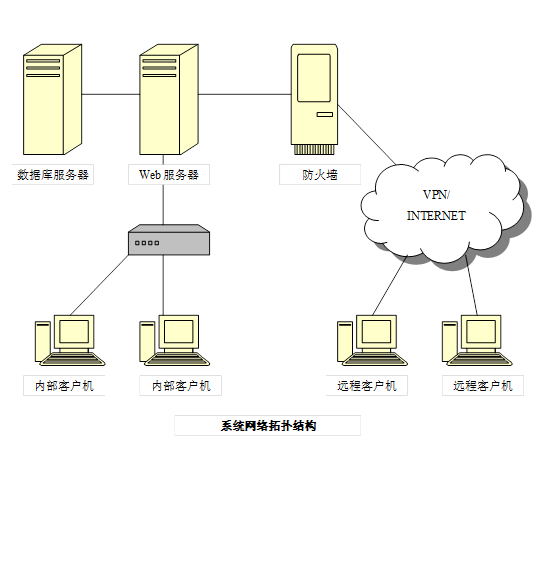 数据库服务器
Web 服务器
防火墙
VPN/
INTERNET
内部客户机
内部客户机
远程客户机
远程客户机
系统网络拓扑结构